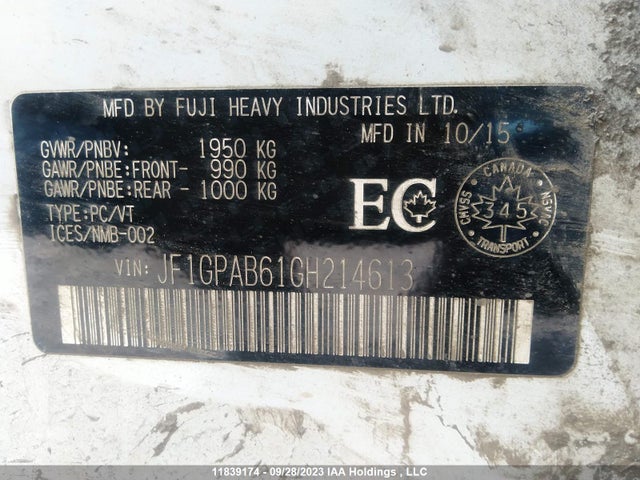 MFD BY FUJI HEAVY INDUSTRIES LTD.
MFD IN 10/15
GVWR/PNBV: 1950 KG
GAWR/PNBE:FRONT- 990 KG
GAWR/PNBE:REAR - 1000 KG
TYPE:PC/VT
ICES/NMB-002
EC
CANADA
CMVSS
345
NSVAC
TRANSPORT
VIN: JF1GPAB61GH214613
11839174 - 09/28/2023 IAA Holdings , LLC